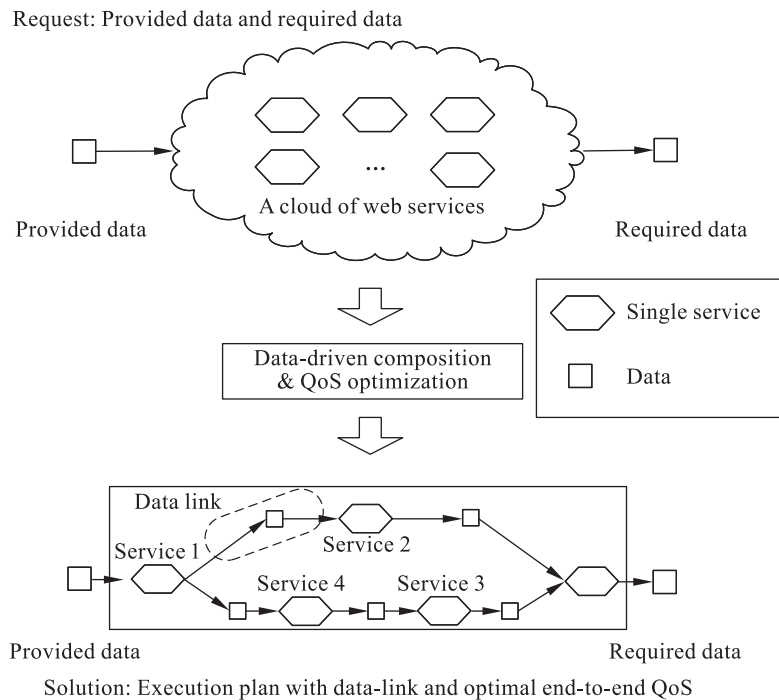 Request: Provided data and required data
...
A cloud of web services
Provided data
Required data
Single service
Data-driven composition
& QoS optimization
Data
Data link
Service 1
Service 2
Service 4
Service 3
Provided data
Required data
Solution: Execution plan with data-link and optimal end-to-end QoS